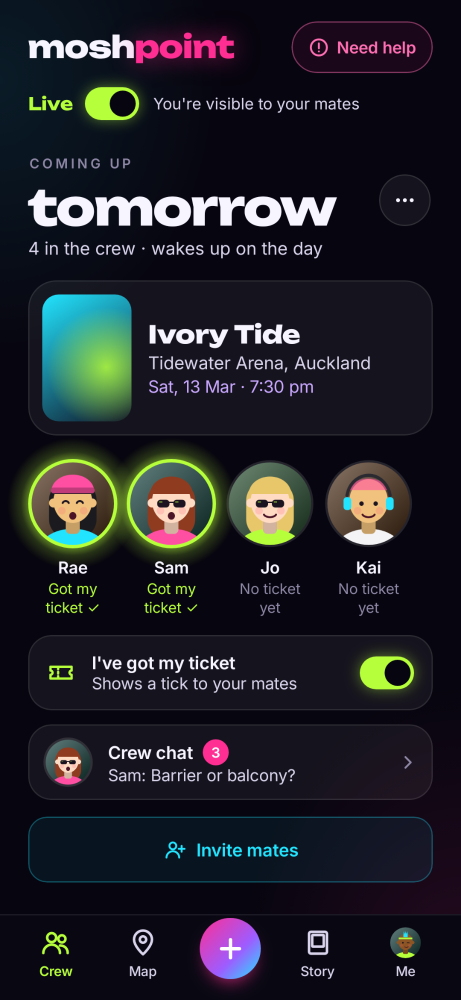 moshpoint
Need help
Live
You're visible to your mates
COMING UP
tomorrow
4 in the crew · wakes up on the day
Ivory Tide
Tidewater Arena, Auckland
Sat, 13 Mar · 7:30 pm
Rae
Got my
ticket ✓
Sam
Got my
ticket ✓
Jo
No ticket
yet
Kai
No ticket
yet
I've got my ticket
Shows a tick to your mates
Crew chat 3
Sam: Barrier or balcony?
Invite mates
Crew
Map
Story
Me